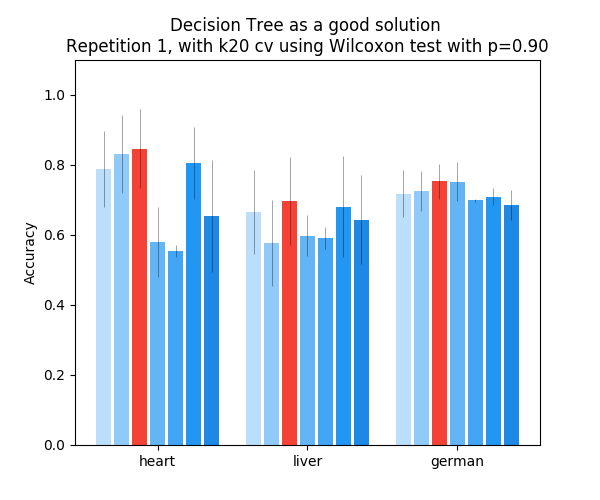 Decision Tree as a good solution
Repetition 1, with k20 cv using Wilcoxon test with p=0.90
1.0
0.8
0.6
0.4
0.2
0.0
Accuracy
heart liver german